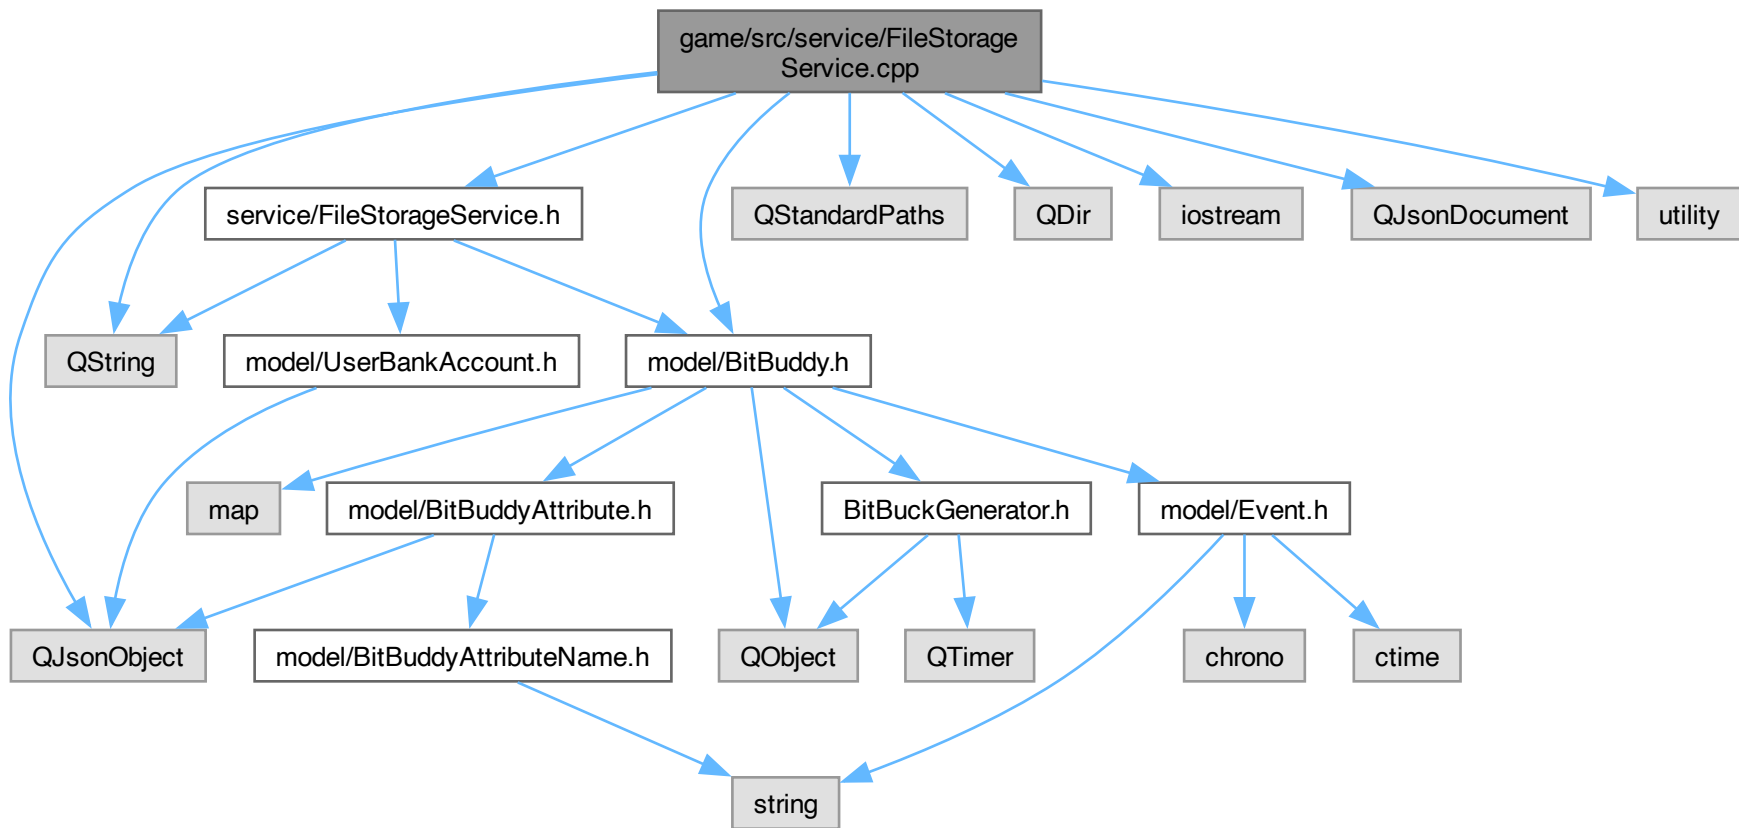 game/src/service/FileStorage
Service.cpp
service/FileStorageService.h
QStandardPaths
QDir
iostream
QJsonDocument
utility
QString
model/UserBankAccount.h
model/BitBuddy.h
map
model/BitBuddyAttribute.h
BitBuckGenerator.h
model/Event.h
QJsonObject
model/BitBuddyAttributeName.h
QObject
QTimer
chrono
ctime
string